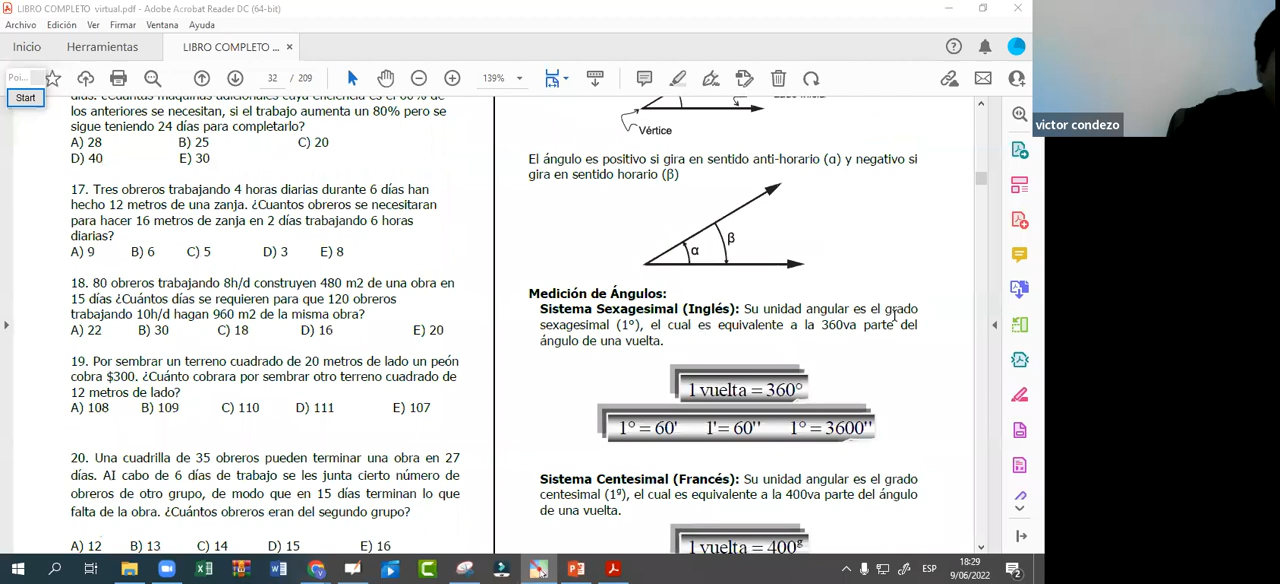 LIBRO COMPLETO virtual.pdf - Adobe Acrobat Reader DC (64-bit)
Archivo Edición Ver Firmar Ventana Ayuda
Inicio Herramientas LIBRO COMPLETO ... ×
32 / 209 139%
Start
los anteriores se necesitan, si el trabajo aumenta un 80% pero se
sigue teniendo 24 días para completarlo?
A) 28 B) 25 C) 20
D) 40 E) 30
17. Tres obreros trabajando 4 horas diarias durante 6 días han
hecho 12 metros de una zanja. ¿Cuantos obreros se necesitaran
para hacer 16 metros de zanja en 2 días trabajando 6 horas
diarias?
A) 9 B) 6 C) 5 D) 3 E) 8
18. 80 obreros trabajando 8h/d construyen 480 m2 de una obra en
15 días ¿Cuántos días se requieren para que 120 obreros
trabajando 10h/d hagan 960 m2 de la misma obra?
A) 22 B) 30 C) 18 D) 16 E) 20
19. Por sembrar un terreno cuadrado de 20 metros de lado un peón
cobra $300. ¿Cuánto cobrara por sembrar otro terreno cuadrado de
12 metros de lado?
A) 108 B) 109 C) 110 D) 111 E) 107
20. Una cuadrilla de 35 obreros pueden terminar una obra en 27
días. AI cabo de 6 días de trabajo se les junta cierto número de
obreros de otro grupo, de modo que en 15 días terminan lo que
falta de la obra. ¿Cuántos obreros eran del segundo grupo?
A) 12 B) 13 C) 14 D) 15 E) 16
Vértice
El ángulo es positivo si gira en sentido anti-horario (α) y negativo si
gira en sentido horario (β)
α β
Medición de Ángulos:
Sistema Sexagesimal (Inglés): Su unidad angular es el grado
sexagesimal (1°), el cual es equivalente a la 360va parte del
ángulo de una vuelta.
1 vuelta = 360°
1° = 60' 1' = 60'' 1° = 3600''
Sistema Centesimal (Francés): Su unidad angular es el grado
centesimal (1g), el cual es equivalente a la 400va parte del ángulo
de una vuelta.
1 vuelta = 400g
victor condezo
ESP
18:29
9/06/2022